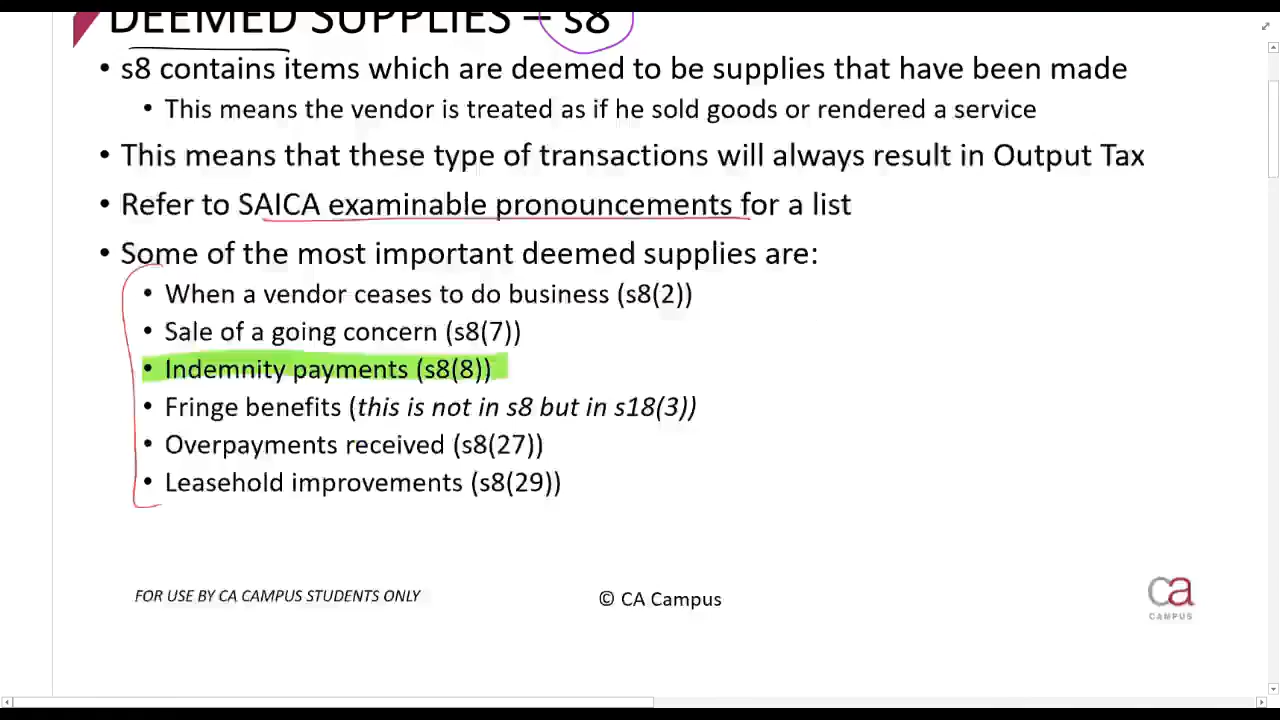 DEEMED SUPPLIES – s8
• s8 contains items which are deemed to be supplies that have been made
• This means the vendor is treated as if he sold goods or rendered a service
• This means that these type of transactions will always result in Output Tax
• Refer to SAICA examinable pronouncements for a list
• Some of the most important deemed supplies are:
• When a vendor ceases to do business (s8(2))
• Sale of a going concern (s8(7))
• Indemnity payments (s8(8))
• Fringe benefits (this is not in s8 but in s18(3))
• Overpayments received (s8(27))
• Leasehold improvements (s8(29))
FOR USE BY CA CAMPUS STUDENTS ONLY
© CA Campus
ca
CAMPUS